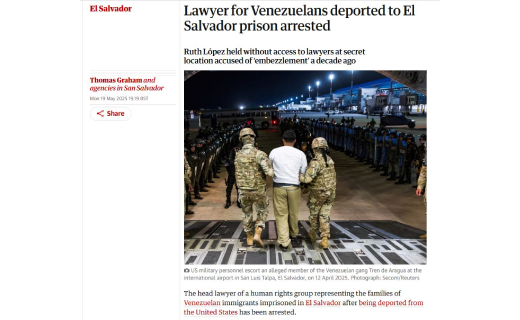 El Salvador
Lawyer for Venezuelans deported to El
Salvador prison arrested
Ruth López held without access to lawyers at secret
location accused of 'embezzlement' a decade ago
Thomas Graham and
agencies in San Salvador
Mon 19 May 2025 19.19 BST
Share
US military personnel escort an alleged member of the Venezuelan gang Tren de Aragua at the
international airport in San Luis Talpa, El Salvador, on 12 April 2025. Photograph: Secom/Reuters
The head lawyer of a human rights group representing the families of
Venezuelan immigrants imprisoned in El Salvador after being deported from
the United States has been arrested.